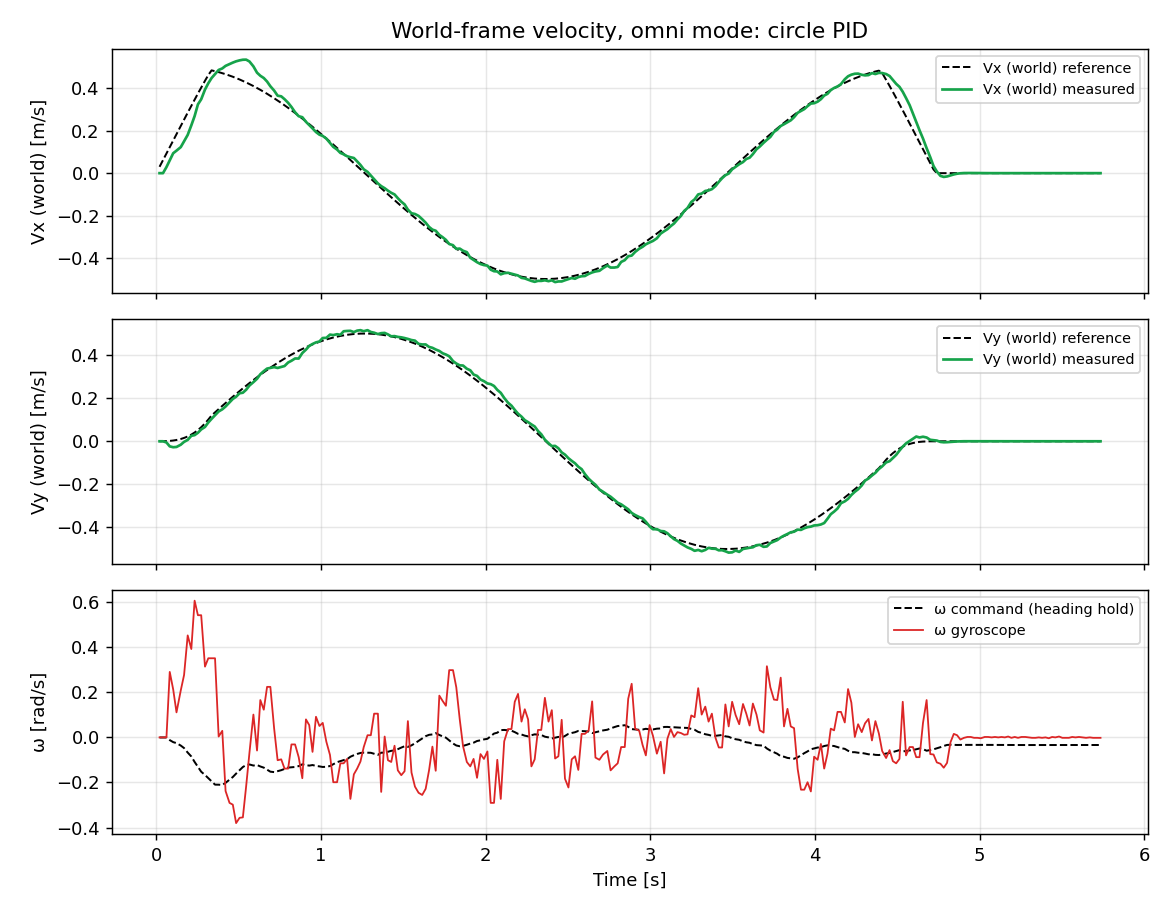 World-frame velocity, omni mode: circle PID
Vx (world) [m/s]
0.4
0.2
0.0
−0.2
−0.4
Vx (world) reference
Vx (world) measured
Vy (world) [m/s]
0.4
0.2
0.0
−0.2
−0.4
Vy (world) reference
Vy (world) measured
ω [rad/s]
0.6
0.4
0.2
0.0
−0.2
−0.4
ω command (heading hold)
ω gyroscope
0 1 2 3 4 5 6
Time [s]